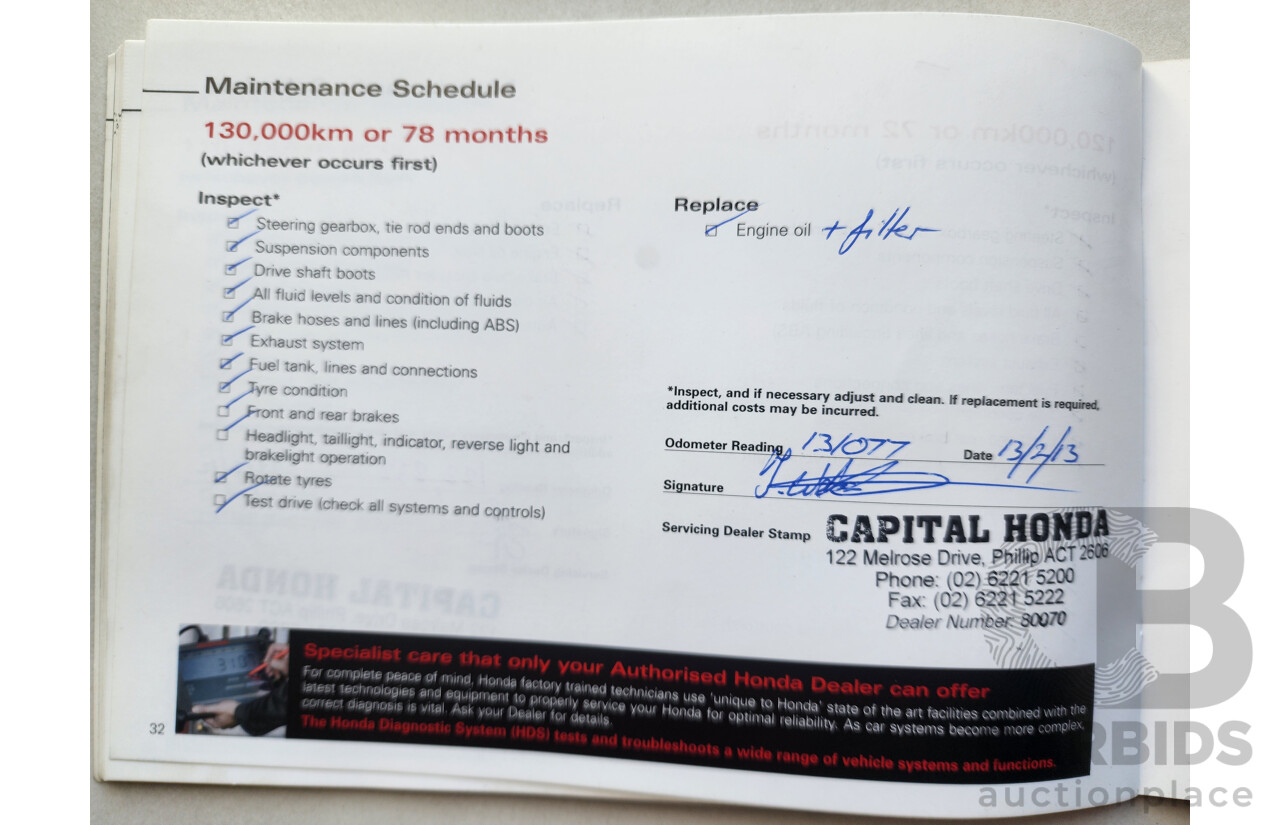 Maintenance Schedule
130,000km or 78 months
(whichever occurs first)
Inspect*
Steering gearbox, tie rod ends and boots
Suspension components
Drive shaft boots
All fluid levels and condition of fluids
Brake hoses and lines (including ABS)
Exhaust system
Fuel tank, lines and connections
Tyre condition
Front and rear brakes
Headlight, taillight, indicator, reverse light and
brakelight operation
Rotate tyres
Test drive (check all systems and controls)
Replace
Engine oil + filter
*Inspect, and if necessary adjust and clean. If replacement is required,
additional costs may be incurred.
Odometer Reading 131077 Date 13/2/13
Signature
Servicing Dealer Stamp CAPITAL HONDA
122 Melrose Drive, Phillip ACT 2606
Phone: (02) 6221 5200
Fax: (02) 6221 5222
Dealer Number 80070
Specialist care that only your Authorised Honda Dealer can offer
For complete peace of mind, Honda factory trained technicians use 'unique to Honda' state of the art facilities combined with the
latest technologies and equipment to properly service your Honda for optimal reliability. As car systems become more complex,
correct diagnosis is vital. Ask your Dealer for details.
The Honda Diagnostic System (HDS) tests and troubleshoots a wide range of vehicle systems and functions.
32
BIDS
auctionplace